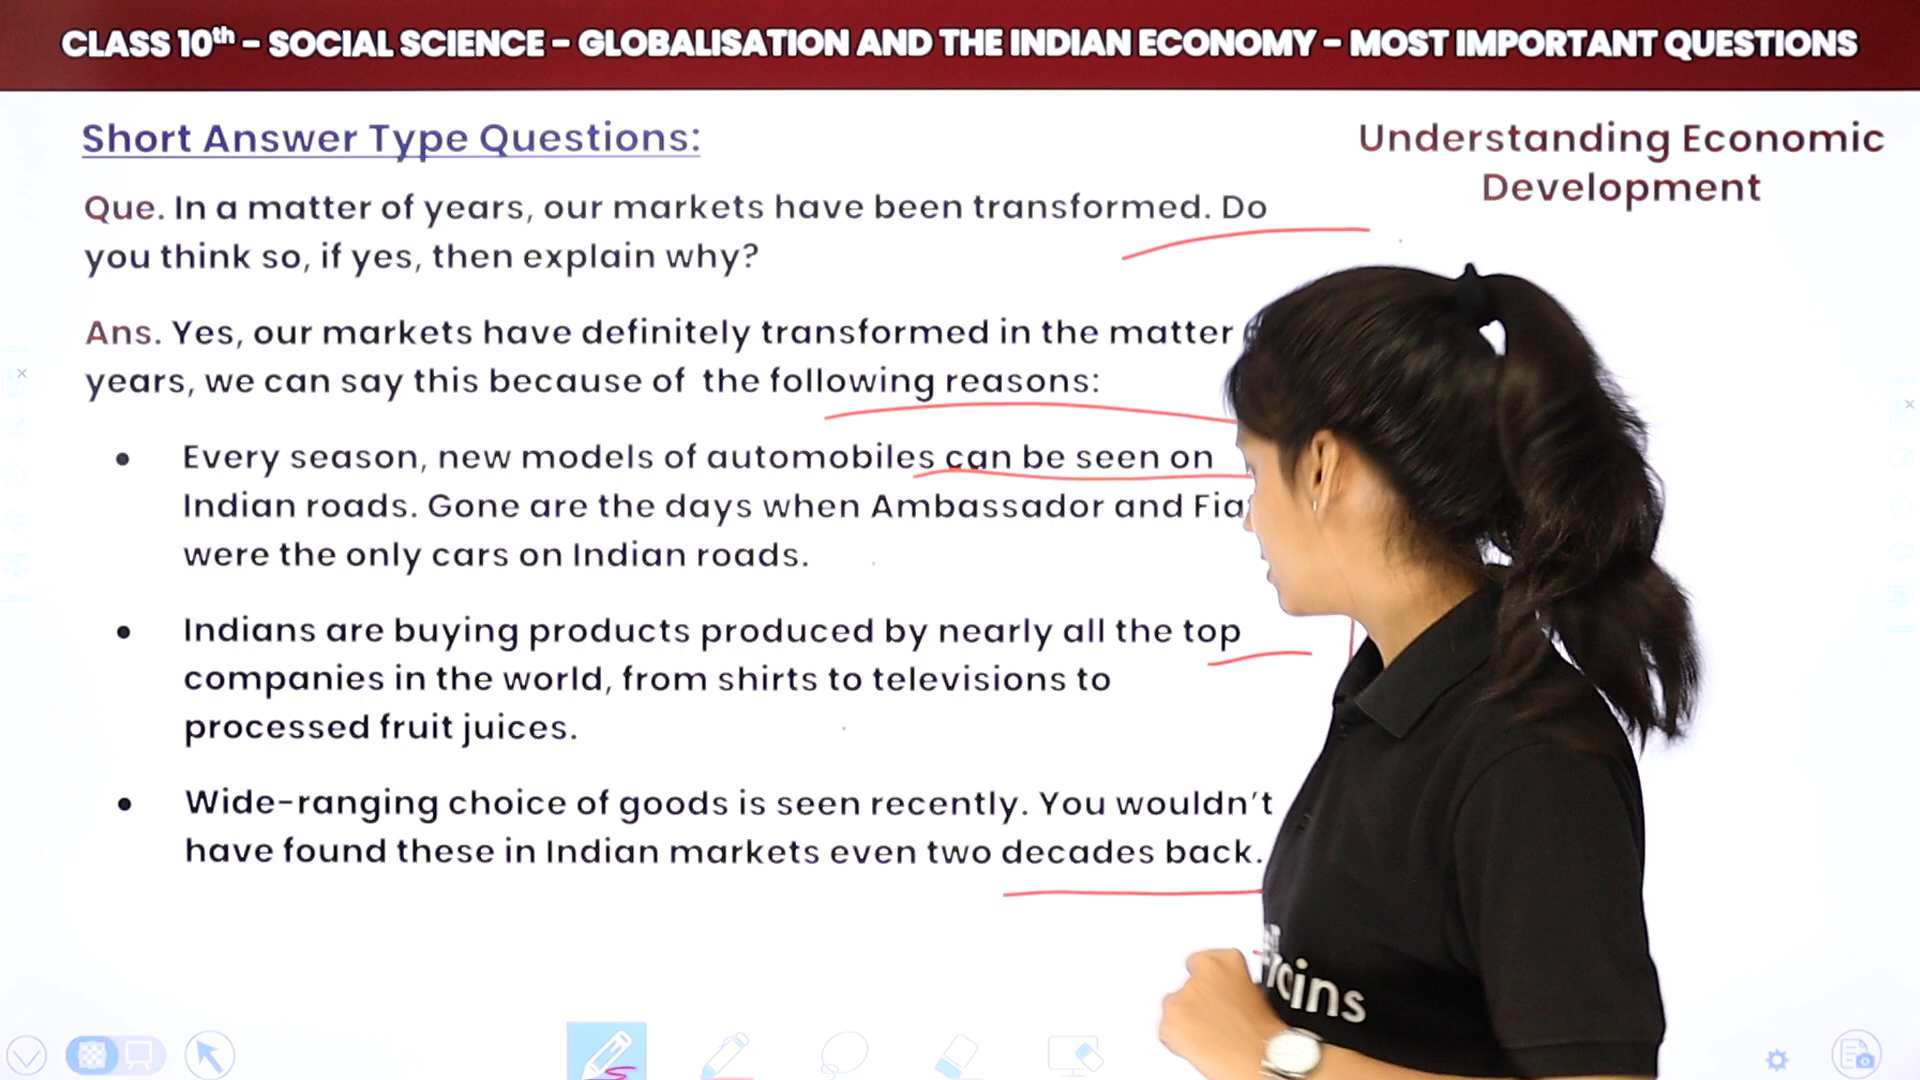 CLASS 10th – SOCIAL SCIENCE – GLOBALISATION AND THE INDIAN ECONOMY – MOST IMPORTANT QUESTIONS
Short Answer Type Questions:
Understanding Economic
Development
Que. In a matter of years, our markets have been transformed. Do
you think so, if yes, then explain why?
Ans. Yes, our markets have definitely transformed in the matter
years, we can say this because of the following reasons:
• Every season, new models of automobiles can be seen on
Indian roads. Gone are the days when Ambassador and
were the only cars on Indian roads.
• Indians are buying products produced by nearly all the top
companies in the world, from shirts to televisions to
processed fruit juices.
• Wide-ranging choice of goods is seen recently. You wouldn't
have found these in Indian markets even two decades back.